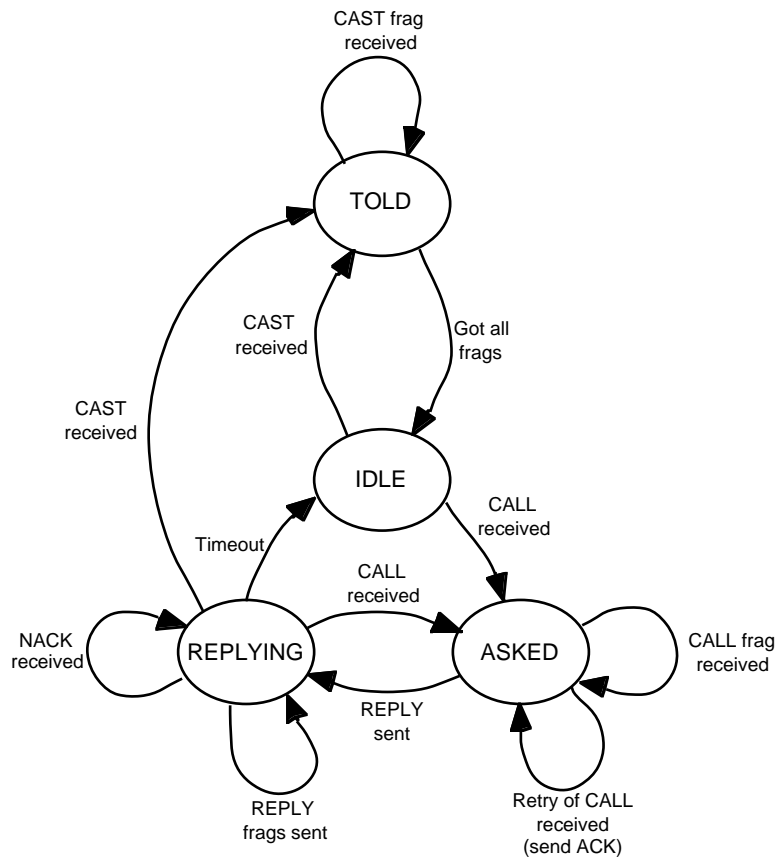 CAST frag
received
TOLD
CAST
received
Got all
frags
CAST
received
IDLE
CALL
received
Timeout
CALL
received
NACK
received
REPLYING
ASKED
CALL frag
received
REPLY
sent
REPLY
frags sent
Retry of CALL
received
(send ACK)